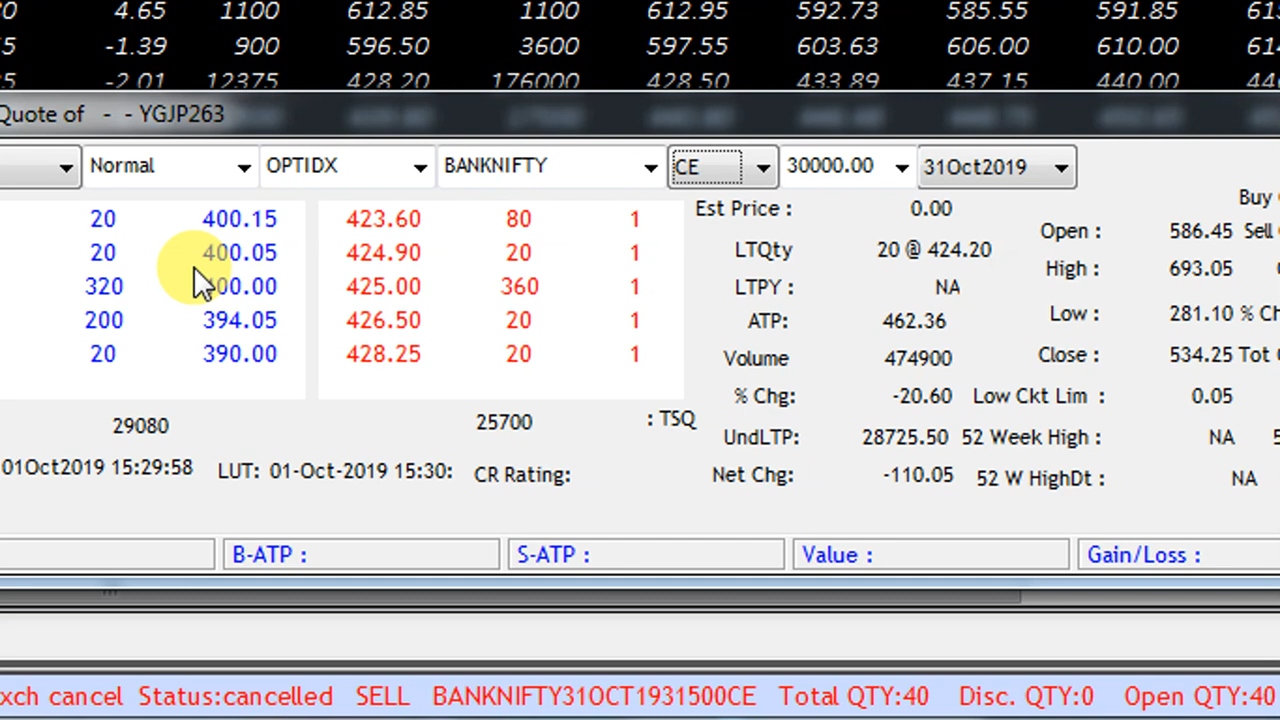 4.65 1100 612.85 1100 612.95 592.73 585.55 591.85
-1.39 900 596.50 3600 597.55 603.63 606.00 610.00
-2.01 12375 428.20 176000 428.50 433.89 437.15 440.00
Quote of - - YGJP263
Normal OPTIDX BANKNIFTY CE 30000.00 31Oct2019
20 400.15 423.60 80 1 Est Price : 0.00 Buy
20 400.05 424.90 20 1 LTQty 20 @ 424.20 Open : 586.45 Sell
320 400.00 425.00 360 1 LTPY : NA High : 693.05
200 394.05 426.50 20 1 ATP: 462.36 Low : 281.10 % Ch
20 390.00 428.25 20 1 Volume 474900 Close : 534.25 Tot
% Chg: -20.60 Low Ckt Lim : 0.05
29080 25700 : TSQ UndLTP: 28725.50 52 Week High : NA
01Oct2019 15:29:58 LUT: 01-Oct-2019 15:30: CR Rating: Net Chg: -110.05 52 W HighDt : NA
B-ATP : S-ATP : Value : Gain/Loss :
xch cancel Status:cancelled SELL BANKNIFTY31OCT1931500CE Total QTY:40 Disc. QTY:0 Open QTY:40